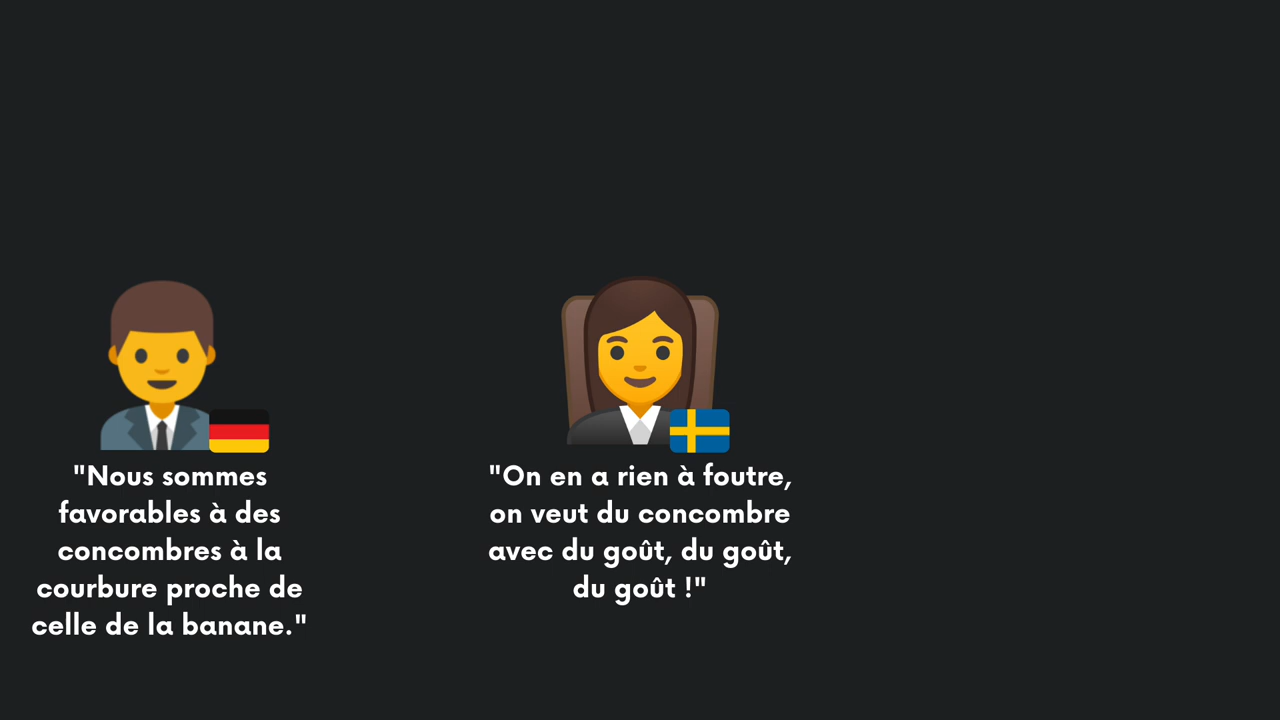 "Nous sommes
favorables à des
concombres à la
courbure proche de
celle de la banane."
"On en a rien à foutre,
on veut du concombre
avec du goût, du goût,
du goût !"